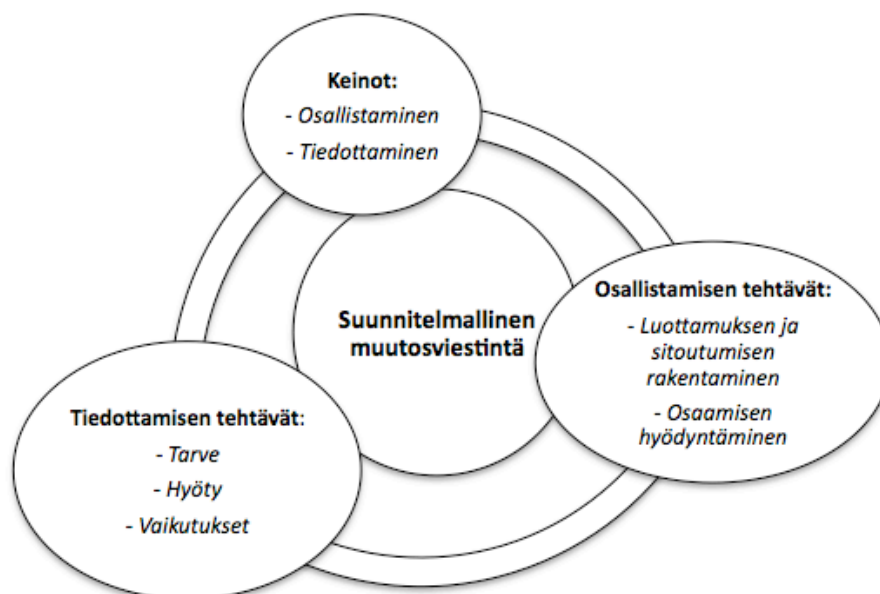 Keinot:
- Osallistaminen
- Tiedottaminen
Suunnitelmallinen
muutosviestintä
Osallistamisen tehtävät:
- Luottamuksen ja
sitoutumisen
rakentaminen
- Osaamisen
hyödyntäminen
Tiedottamisen tehtävät:
- Tarve
- Hyöty
- Vaikutukset